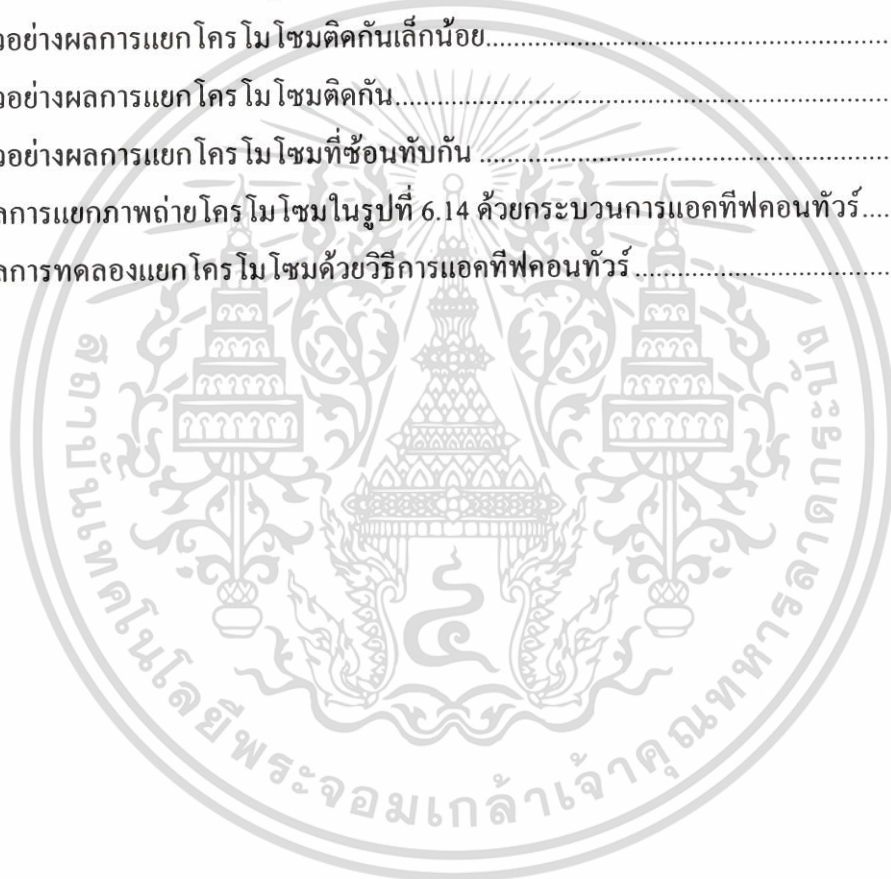 วอย่างผลการแยกโครโมโซมติดกันเล็กน้อย
วอย่างผลการแยกโครโมโซมติดกัน
วอย่างผลการแยกโครโมโซมที่ซ้อนทับกัน
ลการแยกภาพถ่ายโครโมโซมในรูปที่ 6.14 ด้วยกระบวนการแอคทีฟคอนทัวร์
ลการทดลองแยกโครโมโซมด้วยวิธีการแอคทีฟคอนทัวร์
สถาบันเทคโนโลยีพระจอมเกล้าเจ้าคุณทหารลาดกระบัง